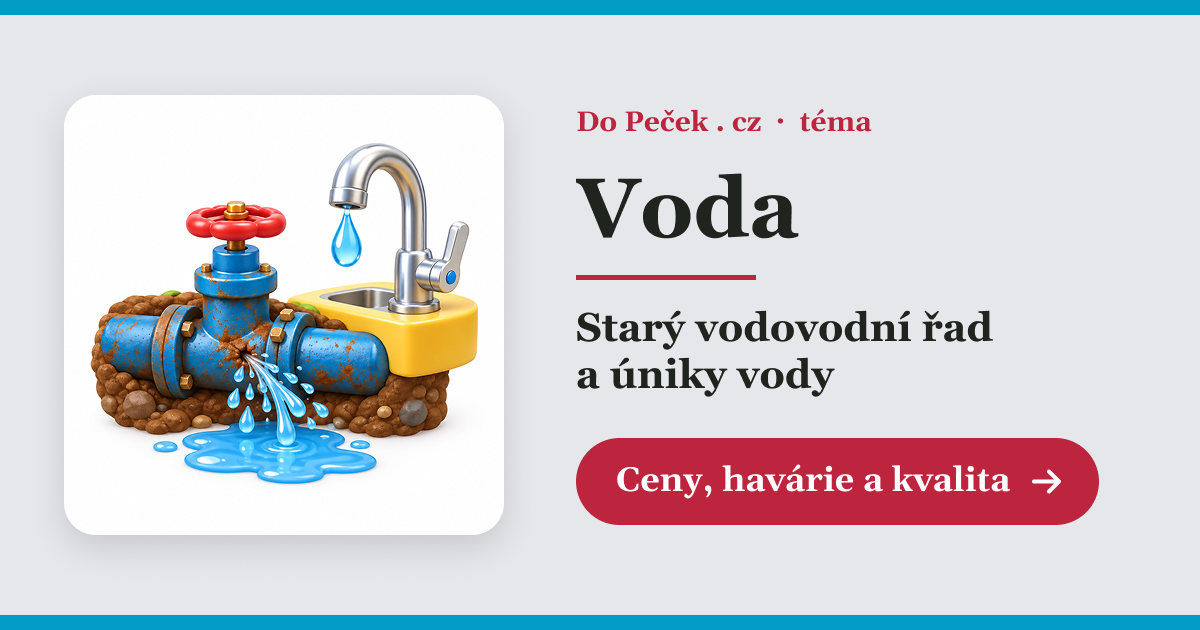 Do Peček . cz · téma
Voda
Starý vodovodní řad
a úniky vody
Ceny, havárie a kvalita →